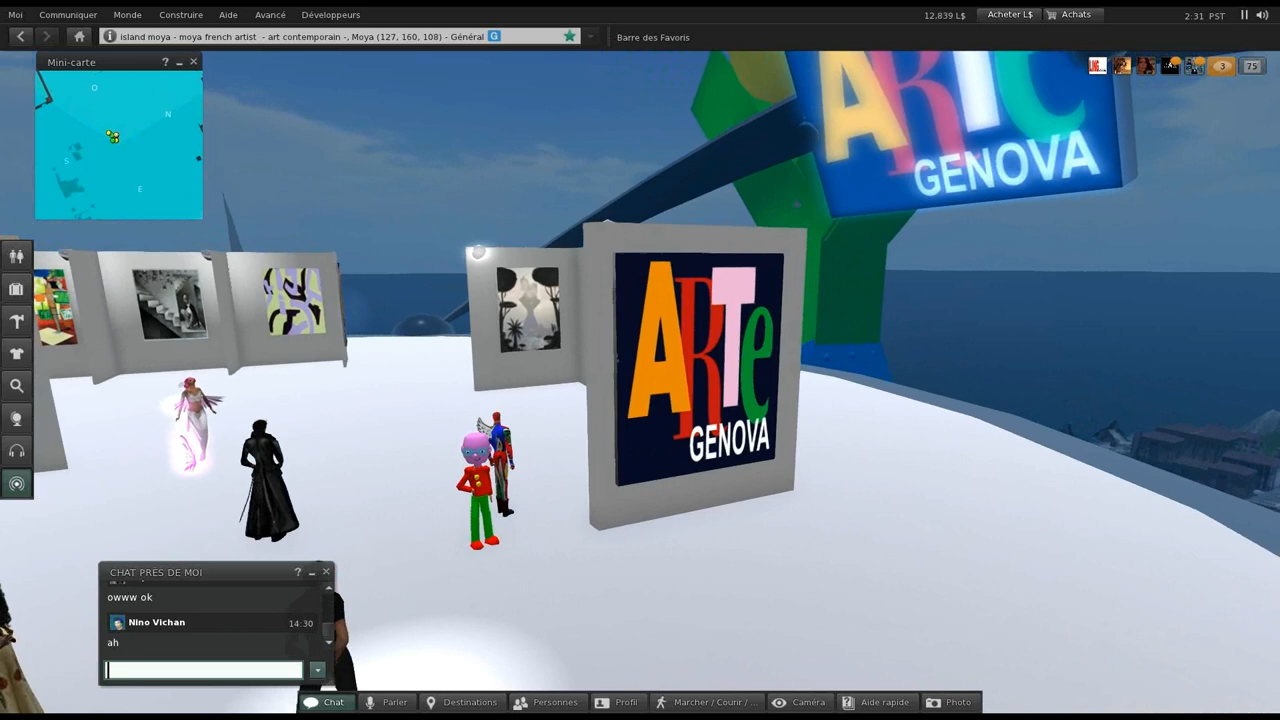 Moi Communiquer Monde Construire Aide Avancé Développeurs 12,839 L$ Acheter L$ Achats 2:31 PST
island moya - moya french artist - art contemporain -, Moya (127, 160, 108) - Général G Barre des Favoris
Mini-carte ? 3 75
O
N
S
E
ARTe
GENOVA
ARTe
GENOVA
CHAT PRÈS DE MOI ?
owww ok
Nino Vichan 14:30
ah
Chat Parler Destinations Personnes Profil Marcher / Courir / ... Caméra Aide rapide Photo